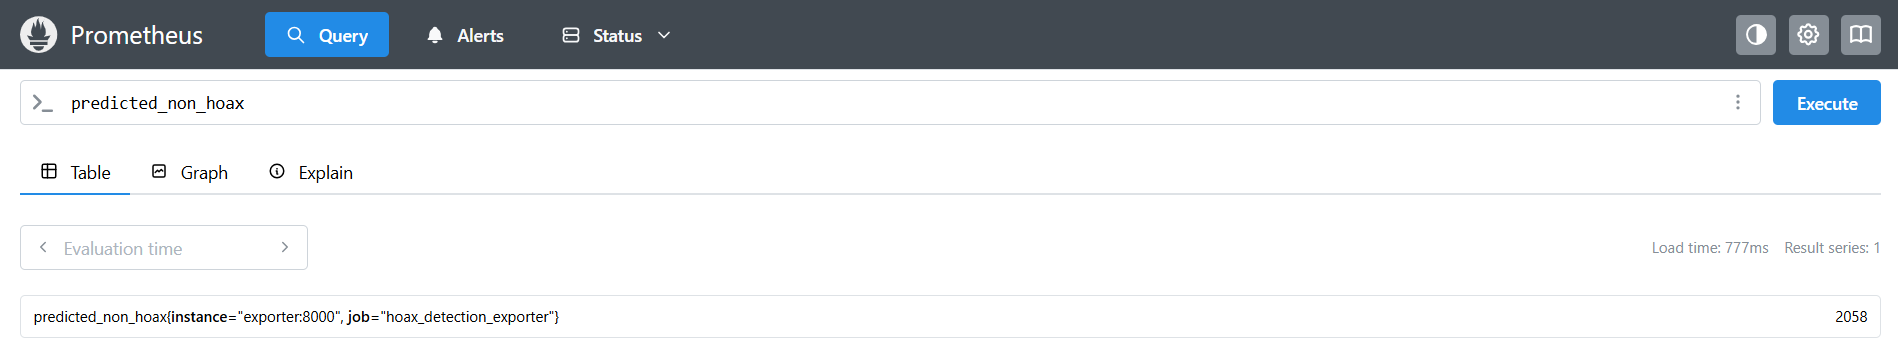 Prometheus Query Alerts Status
predicted_non_hoax
Execute
Table Graph Explain
Evaluation time
Load time: 777ms Result series: 1
predicted_non_hoax{instance="exporter:8000", job="hoax_detection_exporter"} 2058